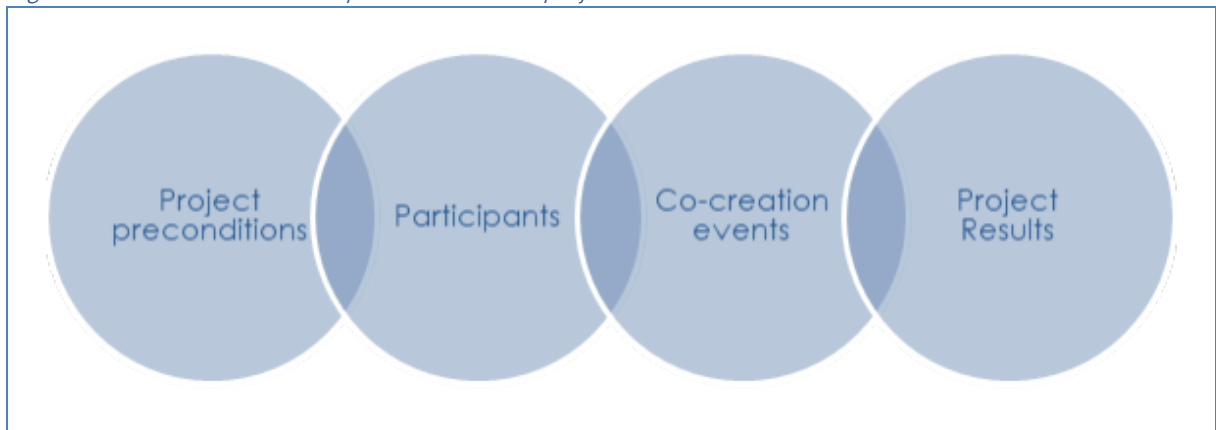 Project
preconditions
Participants
Co-creation
events
Project
Results